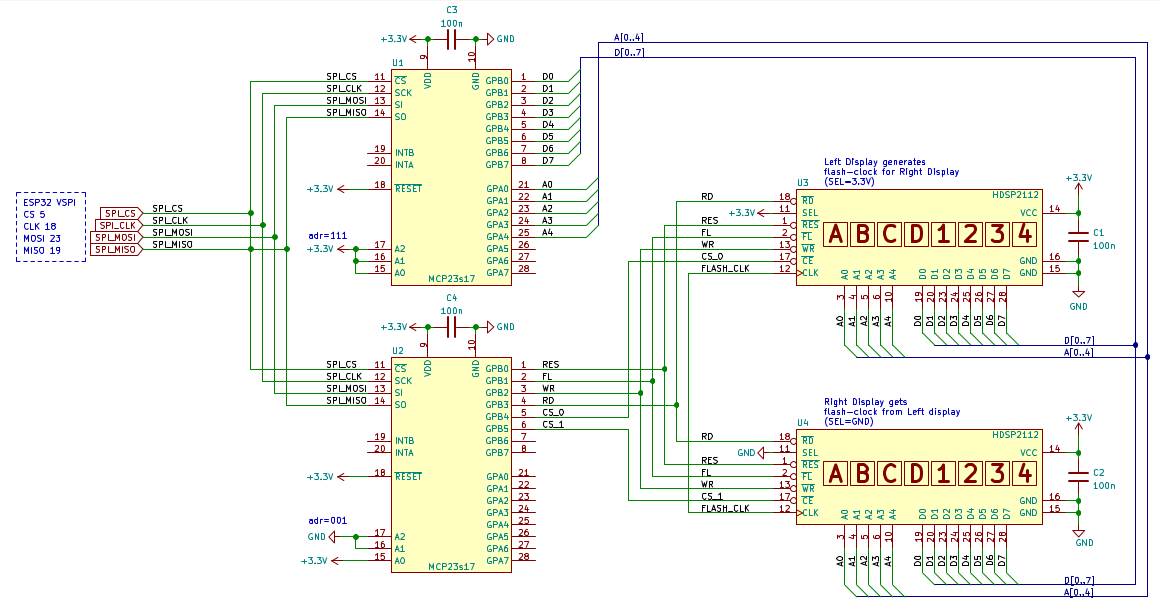 C3
100n
+3.3V
GND
U1
9
10
VDD
GND
SPI_CS 11 CS
SPI_CLK 12 SCK
SPI_MOSI 13 SI
SPI_MISO 14 SO
19 INTB
20 INTA
+3.3V 18 RESET
adr=111
+3.3V 17 A2
16 A1
15 A0
GPB0 1 D0
GPB1 2 D1
GPB2 3 D2
GPB3 4 D3
GPB4 5 D4
GPB5 6 D5
GPB6 7 D6
GPB7 8 D7
GPA0 21 A0
GPA1 22 A1
GPA2 23 A2
GPA3 24 A3
GPA4 25 A4
GPA5 26
GPA6 27
GPA7 28
MCP23s17
A[0..4]
D[0..7]
ESP32 VSPI
CS 5
CLK 18
MOSI 23
MISO 19
SPI_CS SPI_CS
SPI_CLK SPI_CLK
SPI_MOSI SPI_MOSI
SPI_MISO SPI_MISO
C4
100n
+3.3V
GND
U2
9
10
VDD
GND
SPI_CS 11 CS
SPI_CLK 12 SCK
SPI_MOSI 13 SI
SPI_MISO 14 SO
19 INTB
20 INTA
+3.3V 18 RESET
adr=001
GND 17 A2
16 A1
+3.3V 15 A0
GPB0 1 RES
GPB1 2 FL
GPB2 3 WR
GPB3 4 RD
GPB4 5 CS_0
GPB5 6 CS_1
GPB6 7
GPB7 8
GPA0 21
GPA1 22
GPA2 23
GPA3 24
GPA4 25
GPA5 26
GPA6 27
GPA7 28
MCP23s17
Left Display generates
flash-clock for Right Display
(SEL=3.3V)
U3
HDSP2112
RD 18 RD
+3.3V 11 SEL
RES 1 RES
FL 2 FL
WR 13 WR
CS_0 17 CE
FLASH_CLK 12 CLK
A B C D 1 2 3 4
A0 A1 A2 A3 A4 D0 D1 D2 D3 D4 D5 D6 D7
3 4 5 6 10 19 20 23 24 25 26 27 28
A0 A1 A2 A3 A4 D0 D1 D2 D3 D4 D5 D6 D7
VCC 14
GND 16
GND 15
+3.3V
C1
100n
GND
D[0..7]
A[0..4]
Right Display gets
flash-clock from Left display
(SEL=GND)
U4
HDSP2112
RD 18 RD
GND 11 SEL
RES 1 RES
FL 2 FL
WR 13 WR
CS_1 17 CE
FLASH_CLK 12 CLK
A B C D 1 2 3 4
A0 A1 A2 A3 A4 D0 D1 D2 D3 D4 D5 D6 D7
3 4 5 6 10 19 20 23 24 25 26 27 28
A0 A1 A2 A3 A4 D0 D1 D2 D3 D4 D5 D6 D7
VCC 14
GND 16
GND 15
+3.3V
C2
100n
GND
D[0..7]
A[0..4]